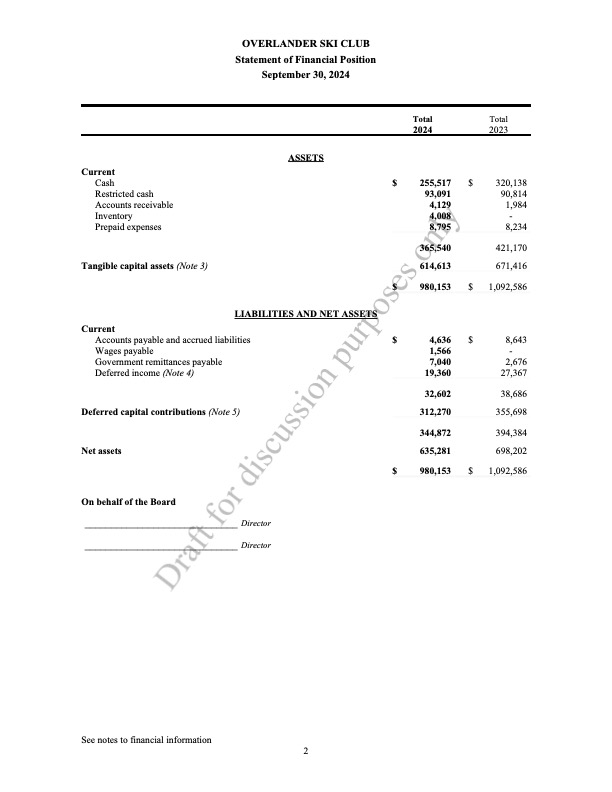 OVERLANDER SKI CLUB
Statement of Financial Position
September 30, 2024
Total Total
2024 2023
ASSETS
Current
Cash $ 255,517 $ 320,138
Restricted cash 93,091 90,814
Accounts receivable 4,129 1,984
Inventory 4,008 -
Prepaid expenses 8,795 8,234
365,540 421,170
Tangible capital assets (Note 3) 614,613 671,416
$ 980,153 $ 1,092,586
LIABILITIES AND NET ASSETS
Current
Accounts payable and accrued liabilities $ 4,636 $ 8,643
Wages payable 1,566 -
Government remittances payable 7,040 2,676
Deferred income (Note 4) 19,360 27,367
32,602 38,686
Deferred capital contributions (Note 5) 312,270 355,698
344,872 394,384
Net assets 635,281 698,202
$ 980,153 $ 1,092,586
On behalf of the Board
Director
Director
Draft for discussion purposes only
See notes to financial information
2